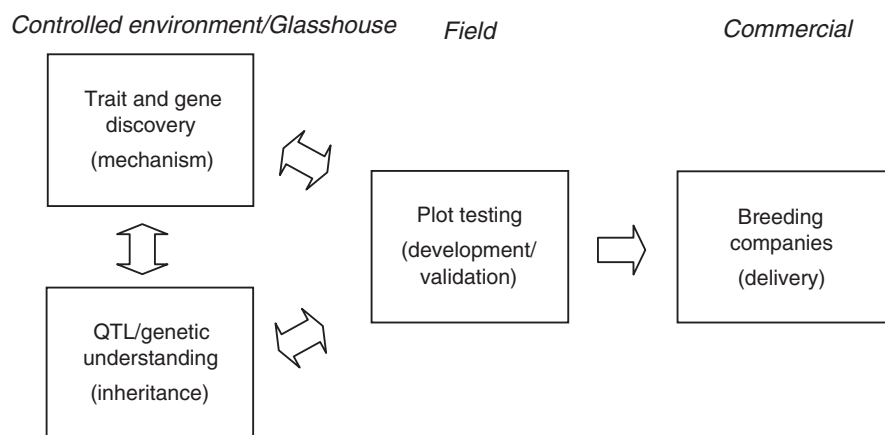 Controlled environment/Glasshouse
Field
Commercial
Trait and gene
discovery
(mechanism)
Plot testing
(development/
validation)
Breeding
companies
(delivery)
QTL/genetic
understanding
(inheritance)